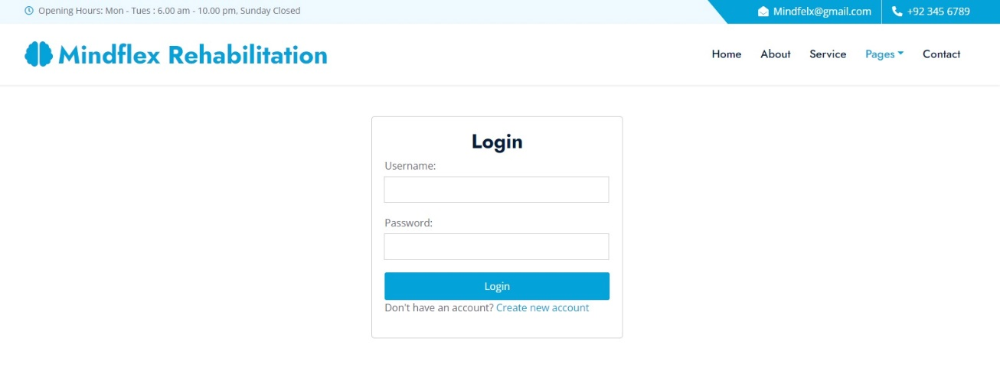 Opening Hours: Mon - Tues : 6.00 am - 10.00 pm, Sunday Closed
Mindfelx@gmail.com
+92 345 6789
Mindflex Rehabilitation
Home About Service Pages Contact
Login
Username:
Password:
Login
Don't have an account? Create new account